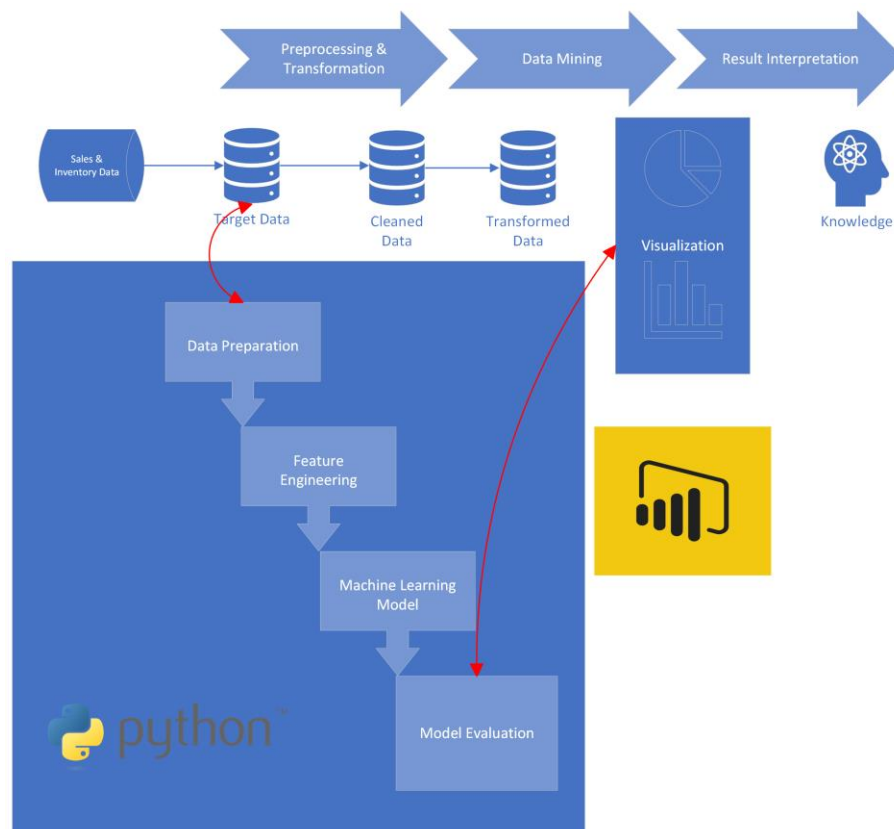 Preprocessing &
Transformation
Data Mining
Result Interpretation
Sales &
Inventory Data
Target Data
Cleaned
Data
Transformed
Data
Visualization
Knowledge
Data Preparation
Feature
Engineering
Machine Learning
Model
Model Evaluation
python™